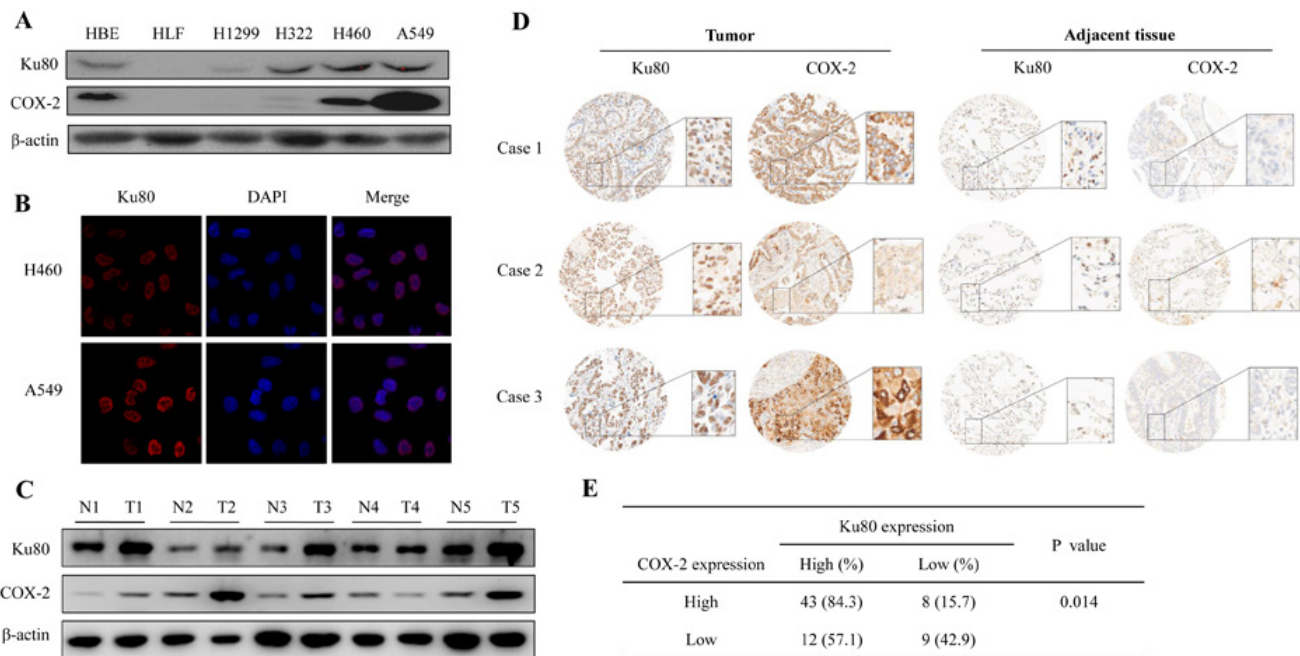 A
HBE HLF H1299 H322 H460 A549
Ku80
COX-2
β-actin
B
Ku80 DAPI Merge
H460
A549
C
N1 T1 N2 T2 N3 T3 N4 T4 N5 T5
Ku80
COX-2
β-actin
D
Tumor Adjacent tissue
Ku80 COX-2 Ku80 COX-2
Case 1
Case 2
Case 3
E
Ku80 expression
P value
COX-2 expression High (%) Low (%)
High 43 (84.3) 8 (15.7) 0.014
Low 12 (57.1) 9 (42.9)